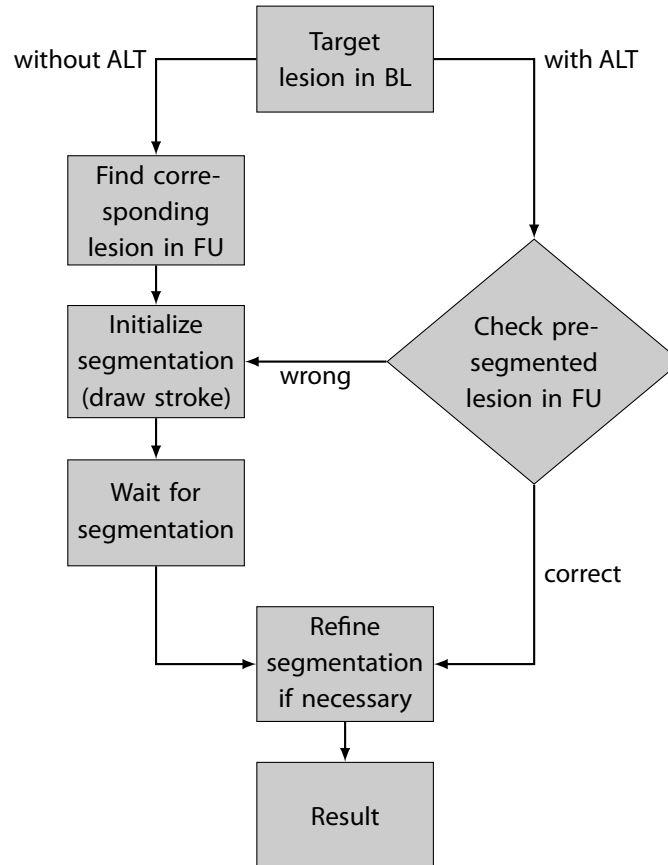 Target
lesion in BL
without ALT
with ALT
Find corre-
sponding
lesion in FU
Initialize
segmentation
(draw stroke)
wrong
Check pre-
segmented
lesion in FU
Wait for
segmentation
correct
Refine
segmentation
if necessary
Result